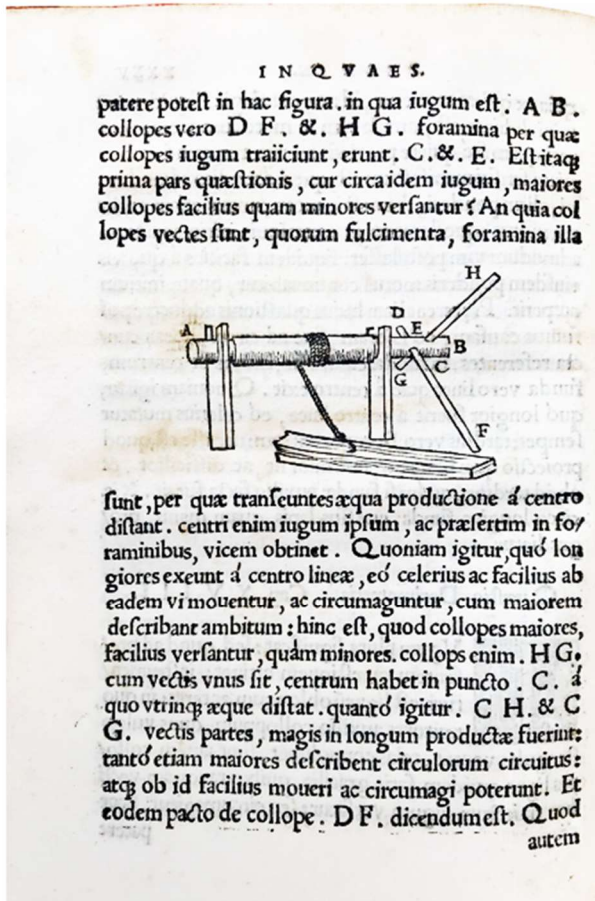 IN QVAES.
patere poteſt in hac figura. in qua iugum eſt. A B.
collopes vero D F. &. H G. foramina per quæ
collopes iugum traiiciunt, erunt. C. &. E. Eſt itaq;
prima pars quæſtionis, cur circa idem iugum, maiores
collopes facilius quam minores verſantur? An quia col
lopes vectes ſunt, quorum fulcimenta, foramina illa
H
D
A
E
B
C
G
F
ſunt, per quæ tranſeuntes æqua productione á centro
diſtant. centri enim iugum ipſum, ac præſertim in fo/
raminibus, vicem obtinet. Quoniam igitur, quó lon
giores exeunt á centro lineæ, eó celerius ac facilius ab
eadem vi mouentur, ac circumaguntur, cum maiorem
deſcribant ambitum: hinc eſt, quod collopes maiores,
facilius verſantur, quàm minores. collops enim. H G.
cum vectis vnus ſit, centrum habet in puncto. C. á
quo vtrinq; æque diſtat. quantó igitur. C H. & C
G. vectis partes, magis in longum productæ fuerint:
tantó etiam maiores deſcribent circulorum circuitus:
atq; ob id facilius moueri ac circumagi poterunt. Et
eodem pacto de collope. D F. dicendum eſt. Quod
autem